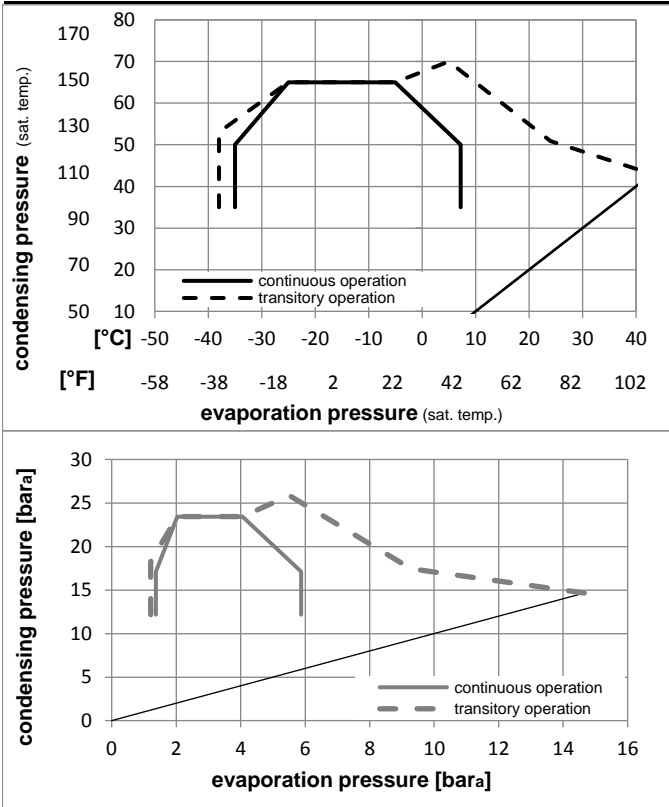 condensing pressure (sat. temp.)
170 80
150 70
60
130 50
110 40
90 30
70 20
50 10
continuous operation
transitory operation
[°C] -50 -40 -30 -20 -10 0 10 20 30 40
[°F] -58 -38 -18 2 22 42 62 82 102
evaporation pressure (sat. temp.)
condensing pressure [bara]
30
25
20
15
10
5
0
continuous operation
transitory operation
0 2 4 6 8 10 12 14 16
evaporation pressure [bara]